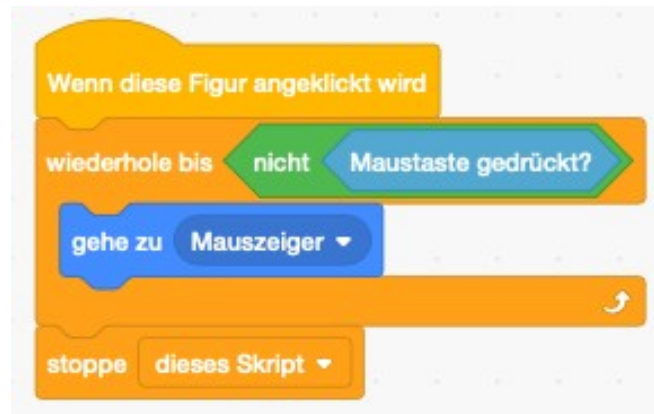 Wenn diese Figur angeklickt wird
wiederhole bis nicht Maustaste gedrückt?
gehe zu Mauszeiger
stoppe dieses Skript